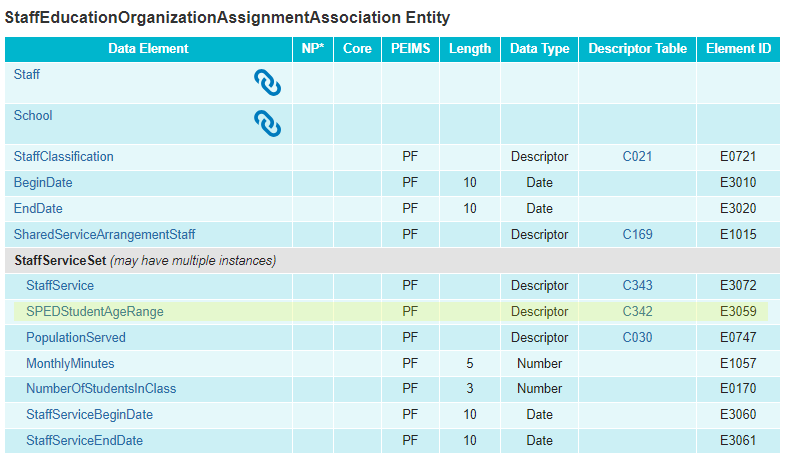 StaffEducationOrganizationAssignmentAssociation Entity
Data Element NP* Core PEIMS Length Data Type Descriptor Table Element ID
Staff
School
StaffClassification PF Descriptor C021 E0721
BeginDate PF 10 Date E3010
EndDate PF 10 Date E3020
SharedServiceArrangementStaff PF Descriptor C169 E1015
StaffServiceSet (may have multiple instances)
StaffService PF Descriptor C343 E3072
SPEDStudentAgeRange PF Descriptor C342 E3059
PopulationServed PF Descriptor C030 E0747
MonthlyMinutes PF 5 Number E1057
NumberOfStudentsInClass PF 3 Number E0170
StaffServiceBeginDate PF 10 Date E3060
StaffServiceEndDate PF 10 Date E3061